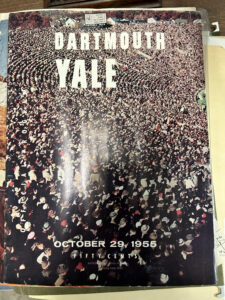 DARTMOUTH
YALE
OCTOBER 29, 1955
FIFTY CENTS